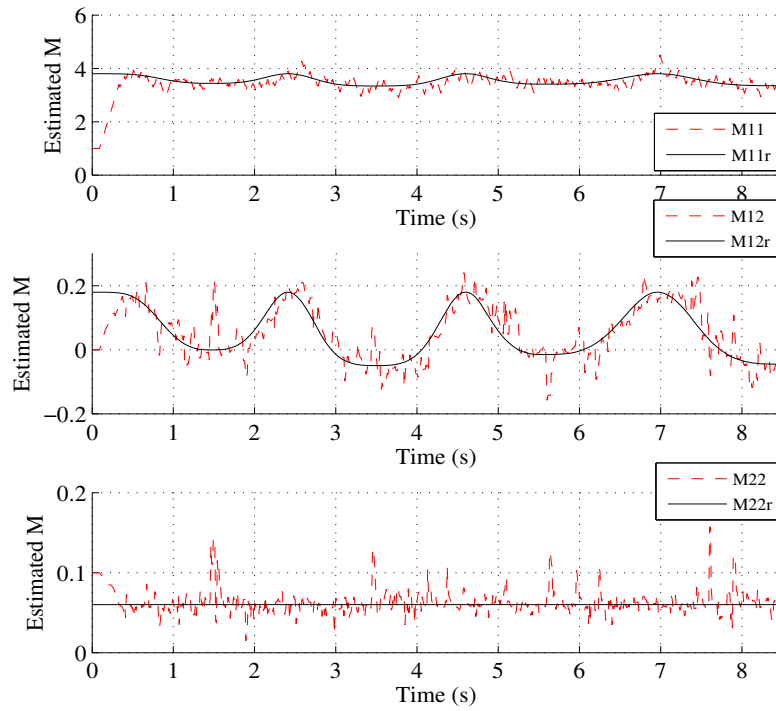 6
4
2
0
Estimated M
0 1 2 3 4 5 6 7 8
Time (s)
M11
M11r
M12
M12r
0.2
0
−0.2
Estimated M
0 1 2 3 4 5 6 7 8
Time (s)
M22
M22r
0.2
0.1
0
Estimated M
0 1 2 3 4 5 6 7 8
Time (s)